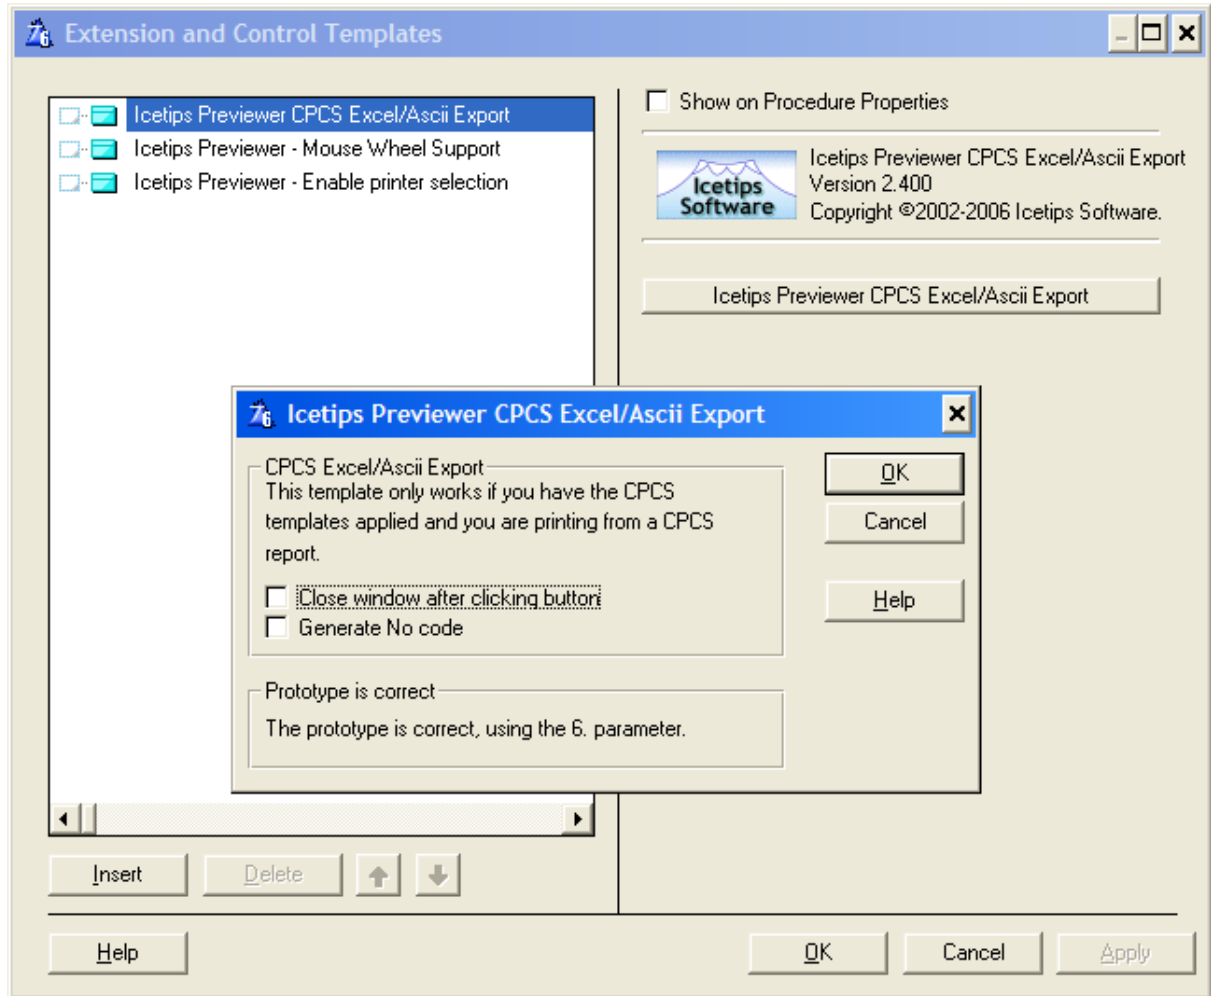 Extension and Control Templates
Icetips Previewer CPCS Excel/Ascii Export
Icetips Previewer - Mouse Wheel Support
Icetips Previewer - Enable printer selection
Show on Procedure Properties
Icetips
Software
Icetips Previewer CPCS Excel/Ascii Export
Version 2.400
Copyright ©2002-2006 Icetips Software.
Icetips Previewer CPCS Excel/Ascii Export
Icetips Previewer CPCS Excel/Ascii Export
CPCS Excel/Ascii Export
This template only works if you have the CPCS
templates applied and you are printing from a CPCS
report.
Close window after clicking button
Generate No code
Prototype is correct
The prototype is correct, using the 6. parameter.
OK
Cancel
Help
Insert
Delete
Help
OK
Cancel
Apply